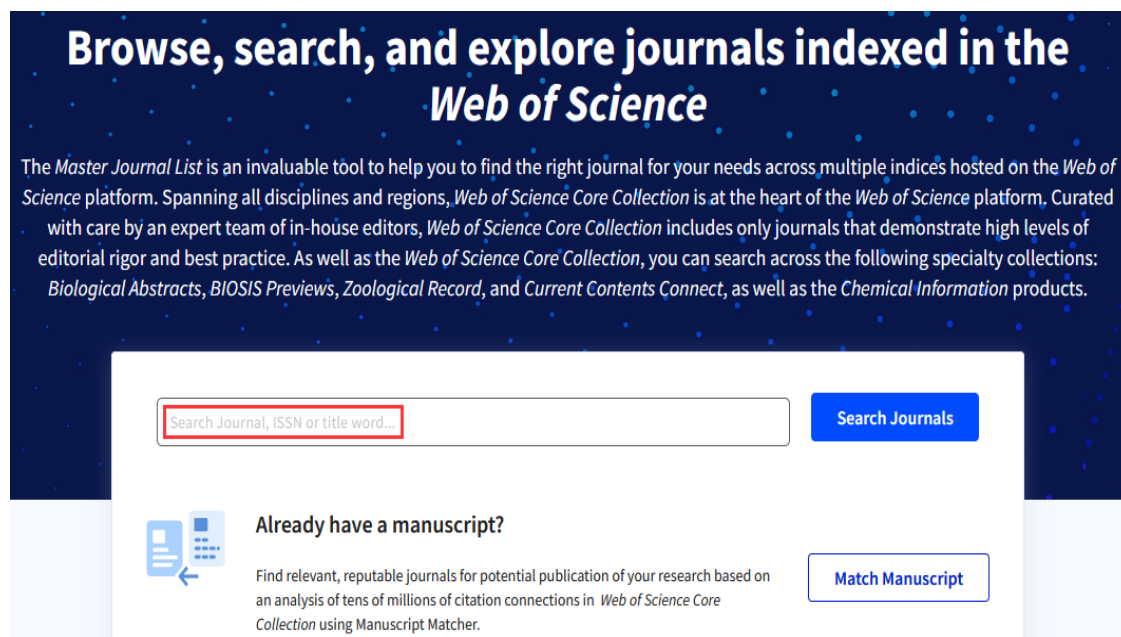 Browse, search, and explore journals indexed in the
Web of Science
The Master Journal List is an invaluable tool to help you to find the right journal for your needs across multiple indices hosted on the Web of
Science platform. Spanning all disciplines and regions, Web of Science Core Collection is at the heart of the Web of Science platform. Curated
with care by an expert team of in-house editors, Web of Science Core Collection includes only journals that demonstrate high levels of
editorial rigor and best practice. As well as the Web of Science Core Collection, you can search across the following specialty collections:
Biological Abstracts, BIOSIS Previews, Zoological Record, and Current Contents Connect, as well as the Chemical Information products.
Search Journal, ISSN or title word...
Search Journals
Already have a manuscript?
Find relevant, reputable journals for potential publication of your research based on
an analysis of tens of millions of citation connections in Web of Science Core
Collection using Manuscript Matcher.
Match Manuscript